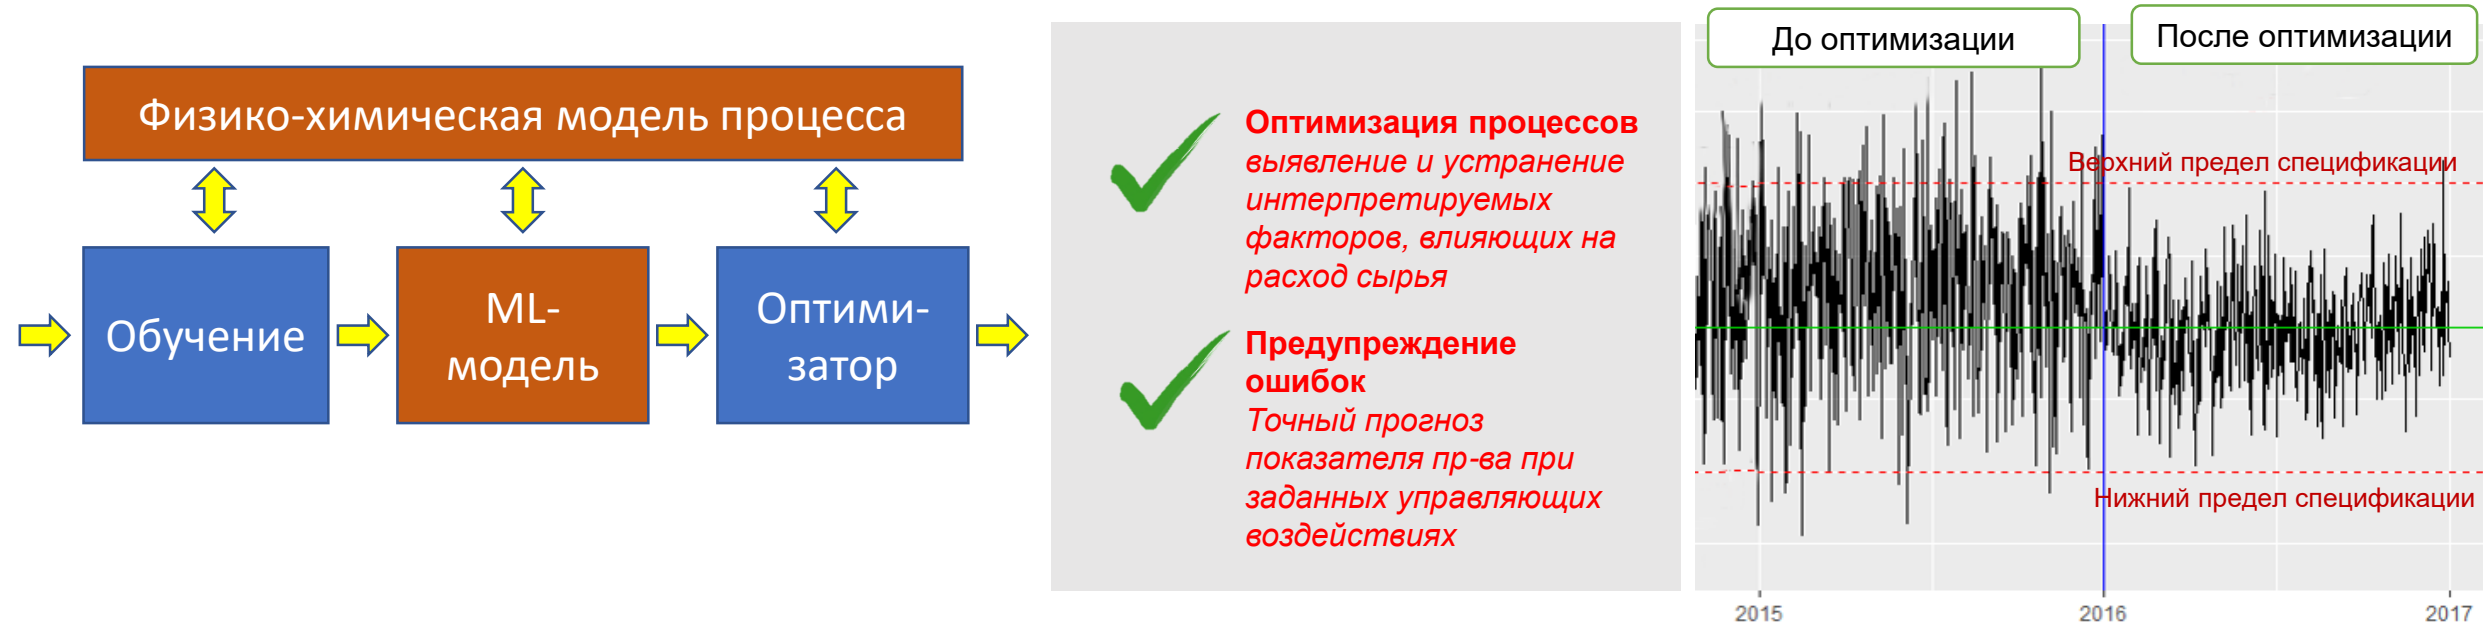 Физико-химическая модель процесса
Обучение
ML-
модель
Оптими-
затор
Оптимизация процессов
выявление и устранение
интерпретируемых
факторов, влияющих на
расход сырья
Предупреждение
ошибок
Точный прогноз
показателя пр-ва при
заданных управляющих
воздействиях
До оптимизации
После оптимизации
Верхний предел спецификации
Нижний предел спецификации
2015
2016
2017